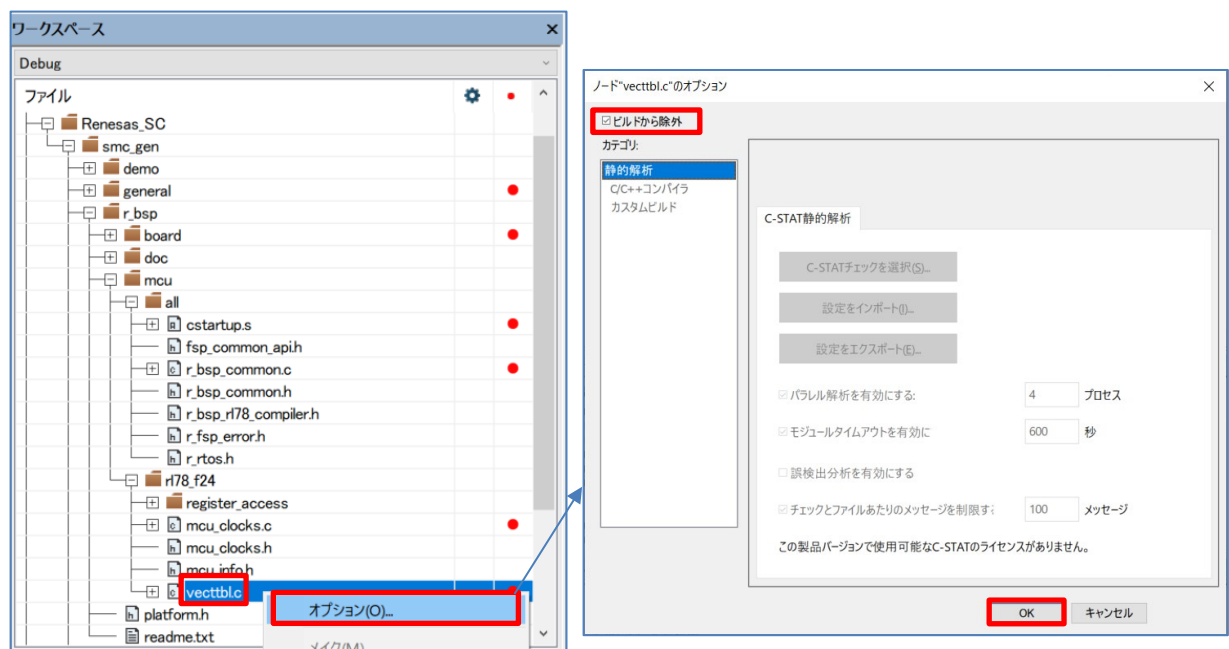 ワークスペース
Debug
ファイル
Renesas_SC
smc_gen
demo
general
r_bsp
board
doc
mcu
all
cstartup.s
fsp_common_api.h
r_bsp_common.c
r_bsp_common.h
r_bsp_rl78_compiler.h
r_fsp_error.h
r_rtos.h
rl78_f24
register_access
mcu_clocks.c
mcu_clocks.h
mcu_info.h
vecttbl.c
オプション(O)...
platform.h
readme.txt
メイク(M)
ノード"vecttbl.c"のオプション
ビルドから除外
カテゴリ:
静的解析
C/C++コンパイラ
カスタムビルド
C-STAT静的解析
C-STATチェックを選択(S)...
設定をインポート(I)...
設定をエクスポート(E)...
パラレル解析を有効にする: 4 プロセス
モジュールタイムアウトを有効に 600 秒
誤検出分析を有効にする
チェックとファイルあたりのメッセージを制限する 100 メッセージ
この製品バージョンで使用可能なC-STATのライセンスがありません。
OK キャンセル